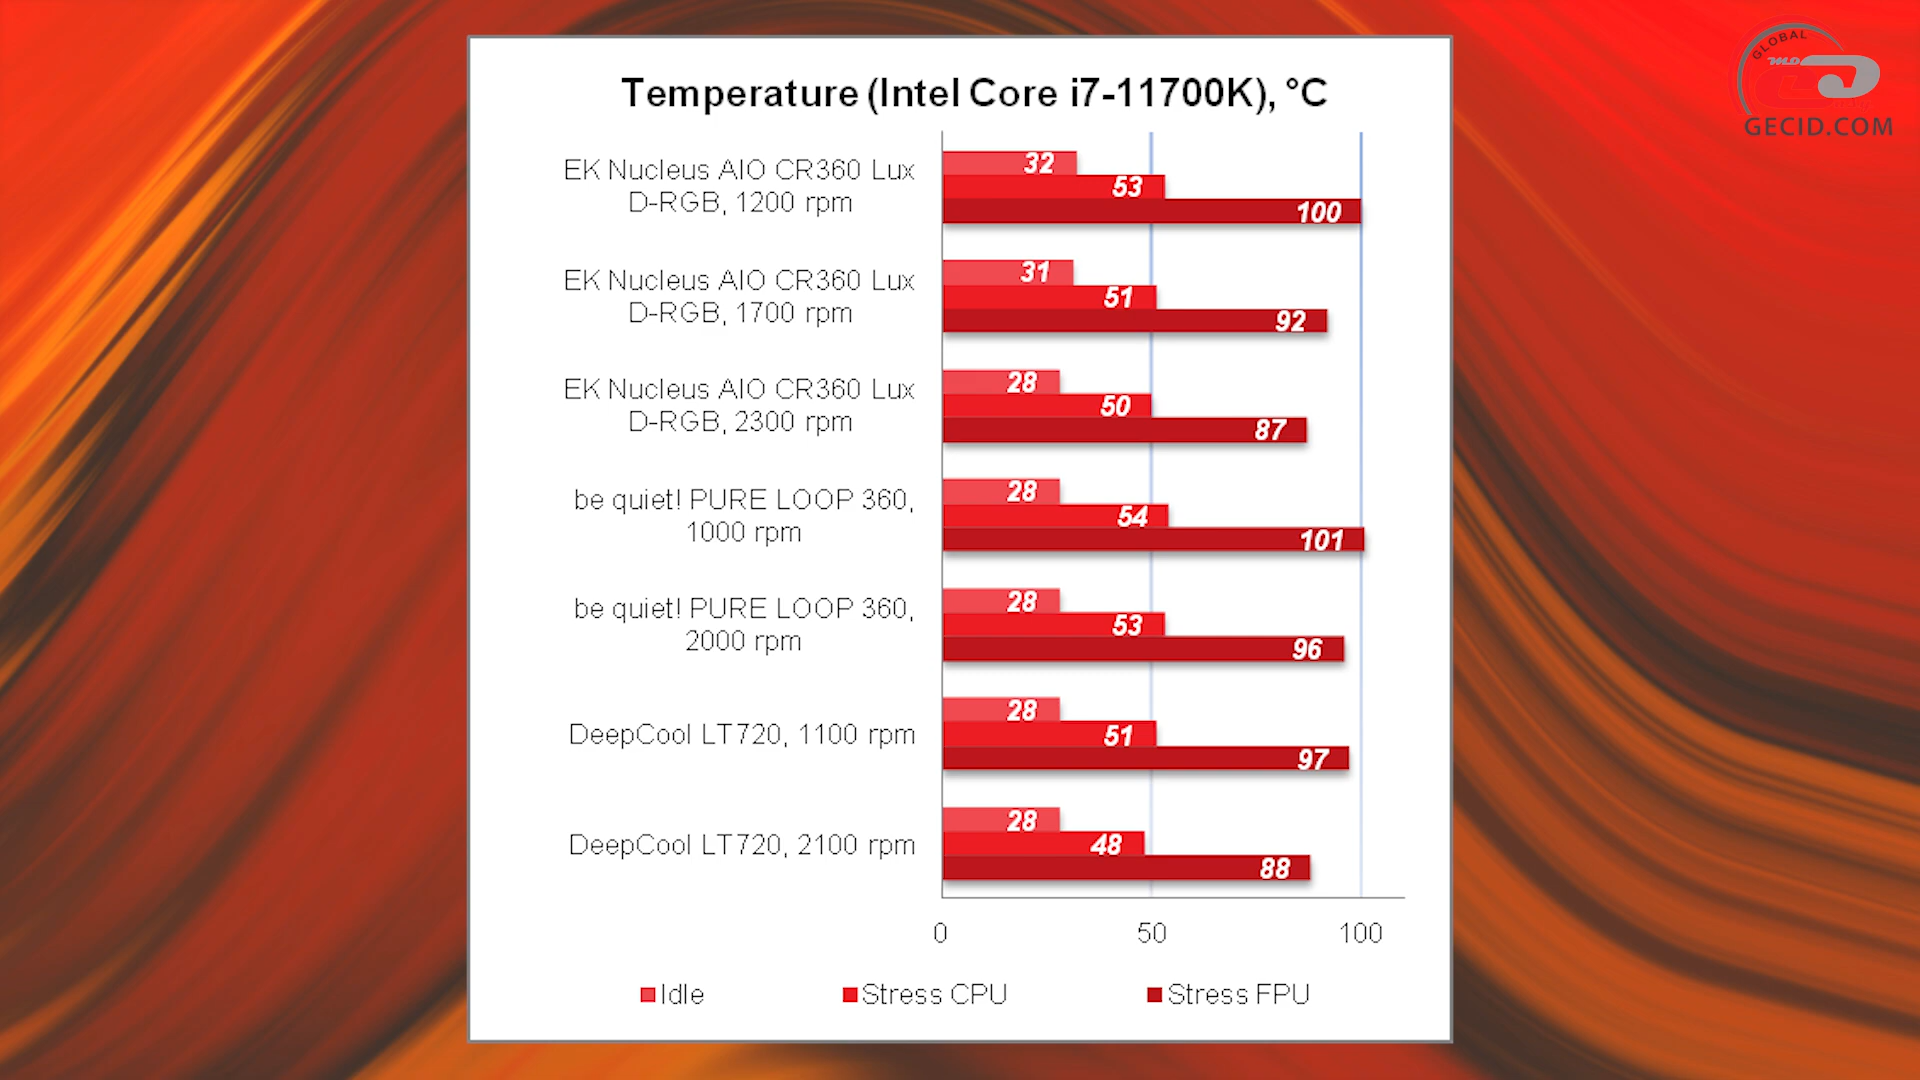 GLOBAL
GECID.COM
Temperature (Intel Core i7-11700K), °C
EK Nucleus AIO CR360 Lux
D-RGB, 1200 rpm
32
53
100
EK Nucleus AIO CR360 Lux
D-RGB, 1700 rpm
31
51
92
EK Nucleus AIO CR360 Lux
D-RGB, 2300 rpm
28
50
87
be quiet! PURE LOOP 360,
1000 rpm
28
54
101
be quiet! PURE LOOP 360,
2000 rpm
28
53
96
DeepCool LT720, 1100 rpm
28
51
97
DeepCool LT720, 2100 rpm
28
48
88
0 50 100
Idle Stress CPU Stress FPU